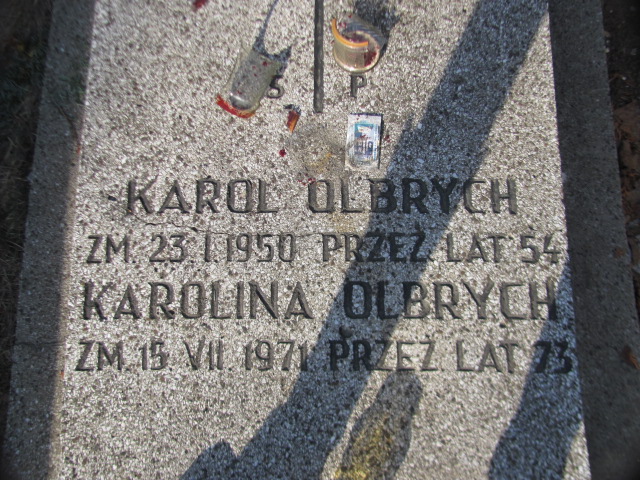 S P
KAROL OLBRYCH
ZM. 23 I. 1950 PRZEŻ. LAT 54
KAROLINA OLBRYCH
ZM. 15. VII. 1971 PRZEŻ. LAT 73